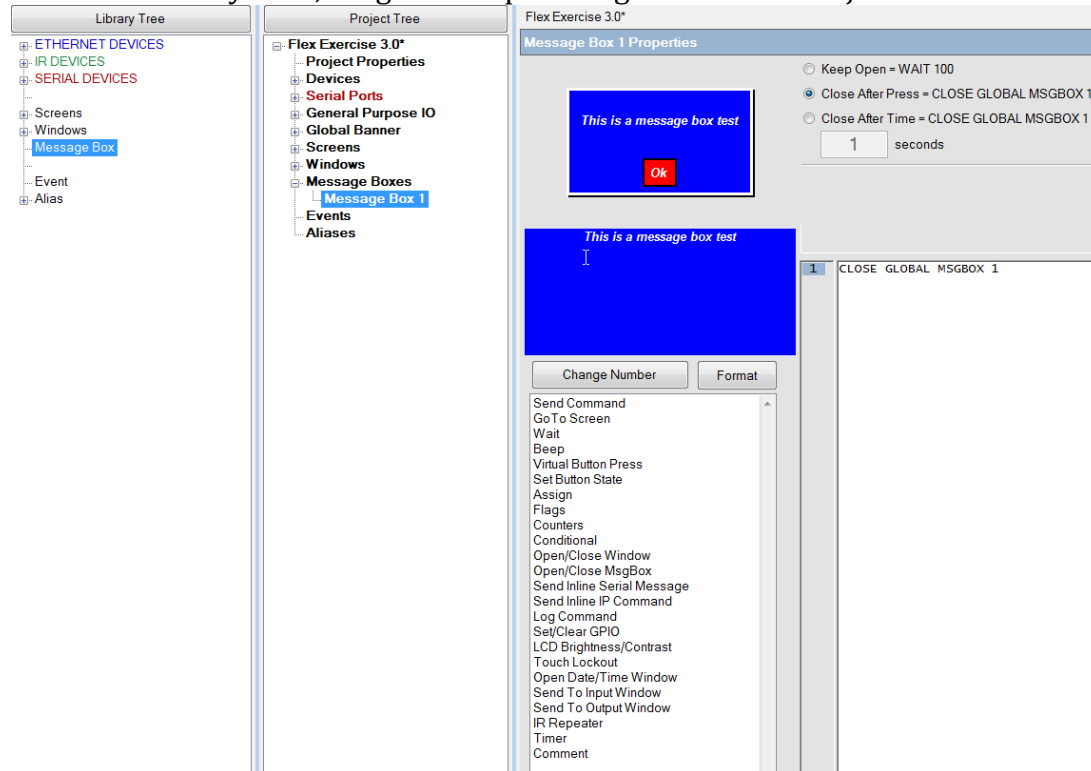 Library Tree
ETHERNET DEVICES
IR DEVICES
SERIAL DEVICES
Screens
Windows
Message Box
Event
Alias
Project Tree
Flex Exercise 3.0*
Project Properties
Devices
Serial Ports
General Purpose IO
Global Banner
Screens
Windows
Message Boxes
Message Box 1
Events
Aliases
Flex Exercise 3.0*
Message Box 1 Properties
This is a message box test
Ok
Keep Open = WAIT 100
Close After Press = CLOSE GLOBAL MSGBOX 1
Close After Time = CLOSE GLOBAL MSGBOX 1
1 seconds
This is a message box test
1 CLOSE GLOBAL MSGBOX 1
Change Number Format
Send Command
GoTo Screen
Wait
Beep
Virtual Button Press
Set Button State
Assign
Flags
Counters
Conditional
Open/Close Window
Open/Close MsgBox
Send Inline Serial Message
Send Inline IP Command
Log Command
Set/Clear GPIO
LCD Brightness/Contrast
Touch Lockout
Open Date/Time Window
Send To Input Window
Send To Output Window
IR Repeater
Timer
Comment